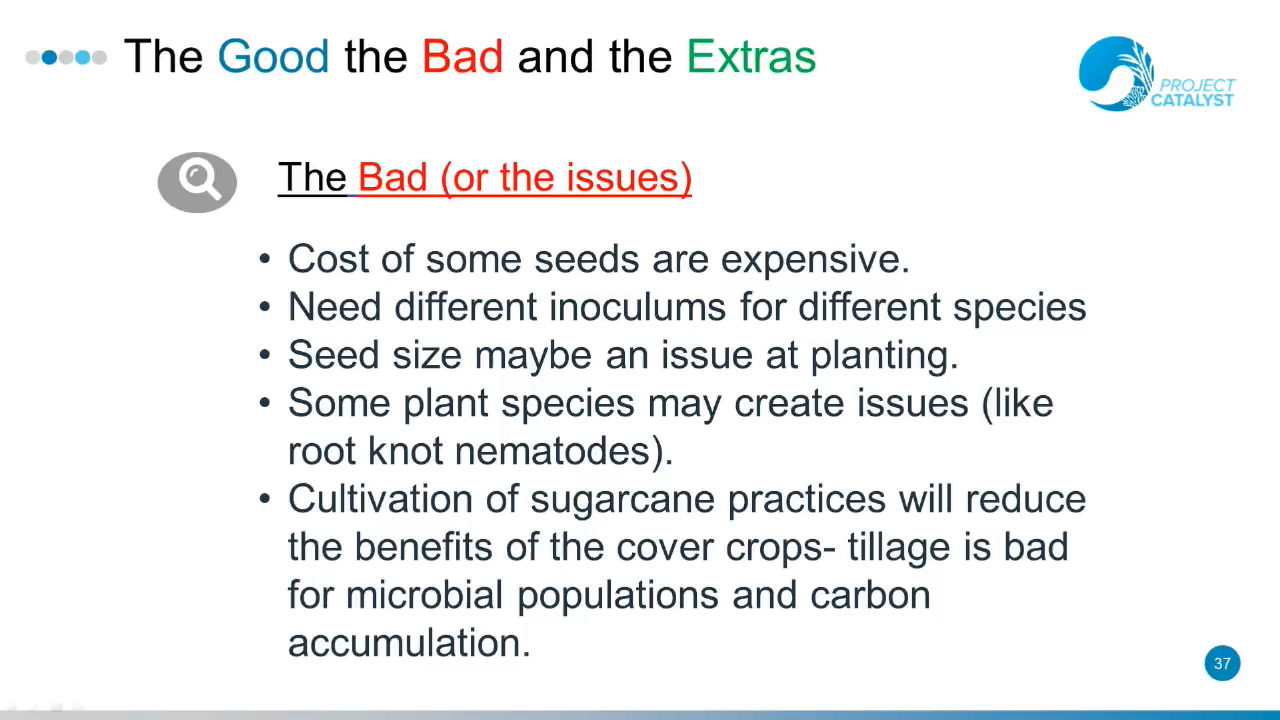 The Good the Bad and the Extras
PROJECT
CATALYST
The Bad (or the issues)
• Cost of some seeds are expensive.
• Need different inoculums for different species
• Seed size maybe an issue at planting.
• Some plant species may create issues (like
root knot nematodes).
• Cultivation of sugarcane practices will reduce
the benefits of the cover crops- tillage is bad
for microbial populations and carbon
accumulation.
37